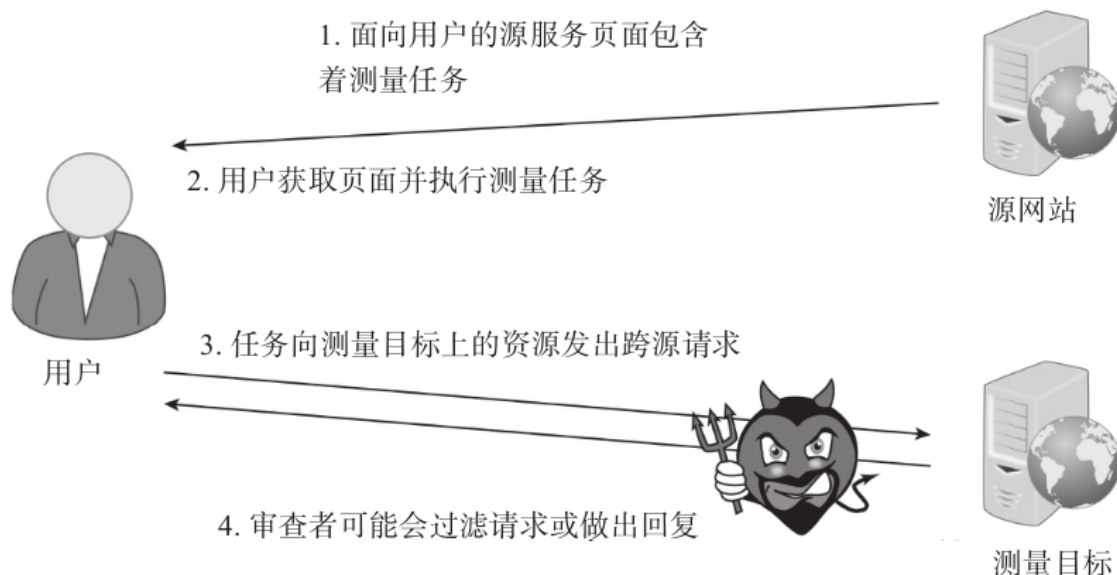 1. 面向用户的源服务页面包含
着测量任务
2. 用户获取页面并执行测量任务
源网站
3. 任务向测量目标上的资源发出跨源请求
用户
4. 审查者可能会过滤请求或做出回复
测量目标